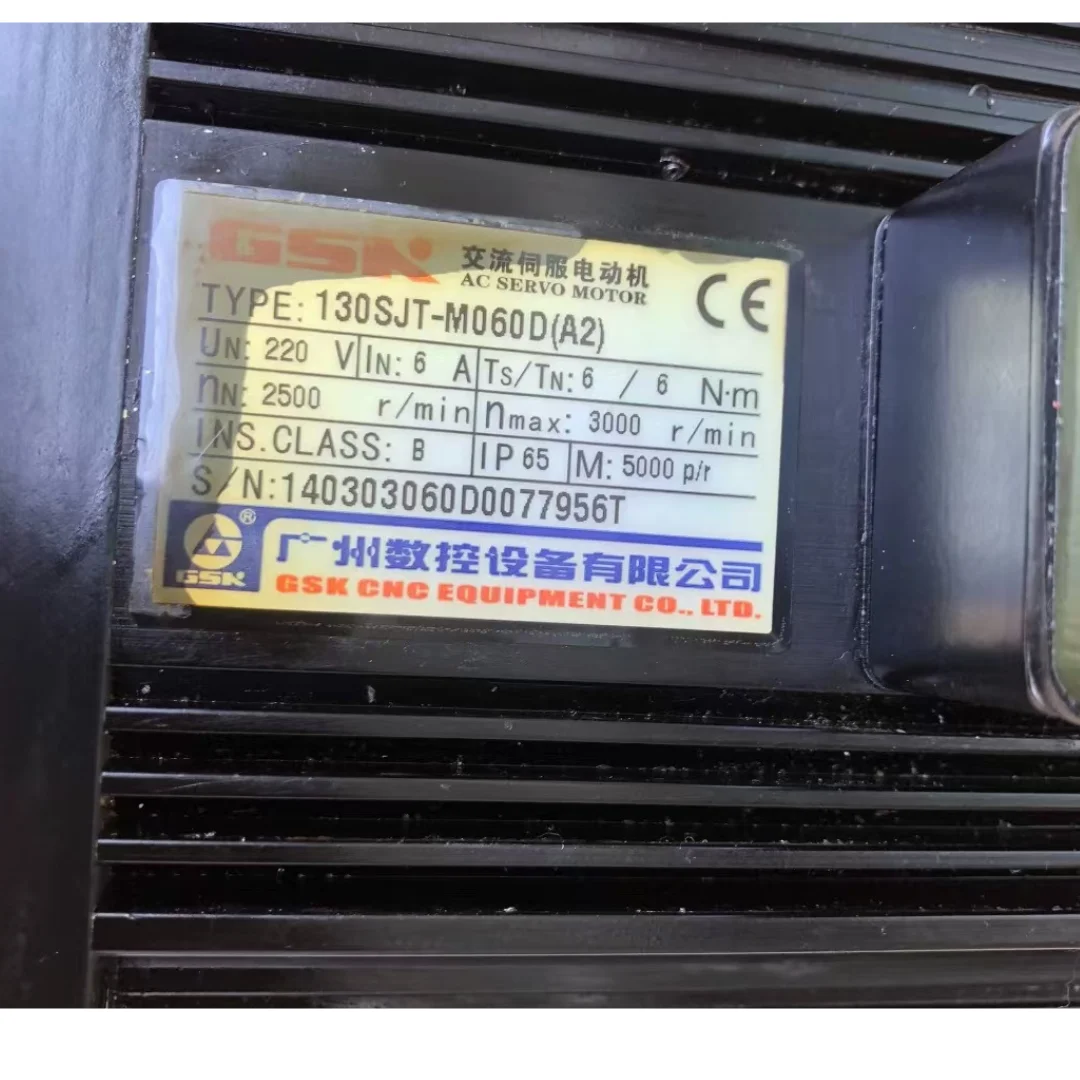 GSK 交流伺服电动机
AC SERVO MOTOR
CE
TYPE: 130SJT-M060D(A2)
UN: 220 V IN: 6 A TS/TN: 6 / 6 N·m
nN: 2500 r/min nmax: 3000 r/min
INS.CLASS: B IP65 M: 5000 p/r
S/N:140303060D0077956T
GSK ® 广州数控设备有限公司
GSK CNC EQUIPMENT CO., LTD.